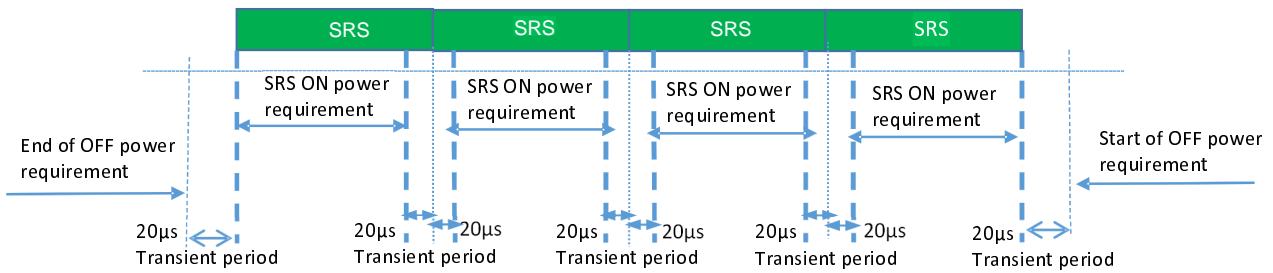 SRS SRS SRS SRS
SRS ON power
requirement
SRS ON power
requirement
SRS ON power
requirement
SRS ON power
requirement
End of OFF power
requirement
Start of OFF power
requirement
20µs
Transient period
20µs 20µs
Transient period
20µs 20µs
Transient period
20µs 20µs
Transient period
20µs
Transient period